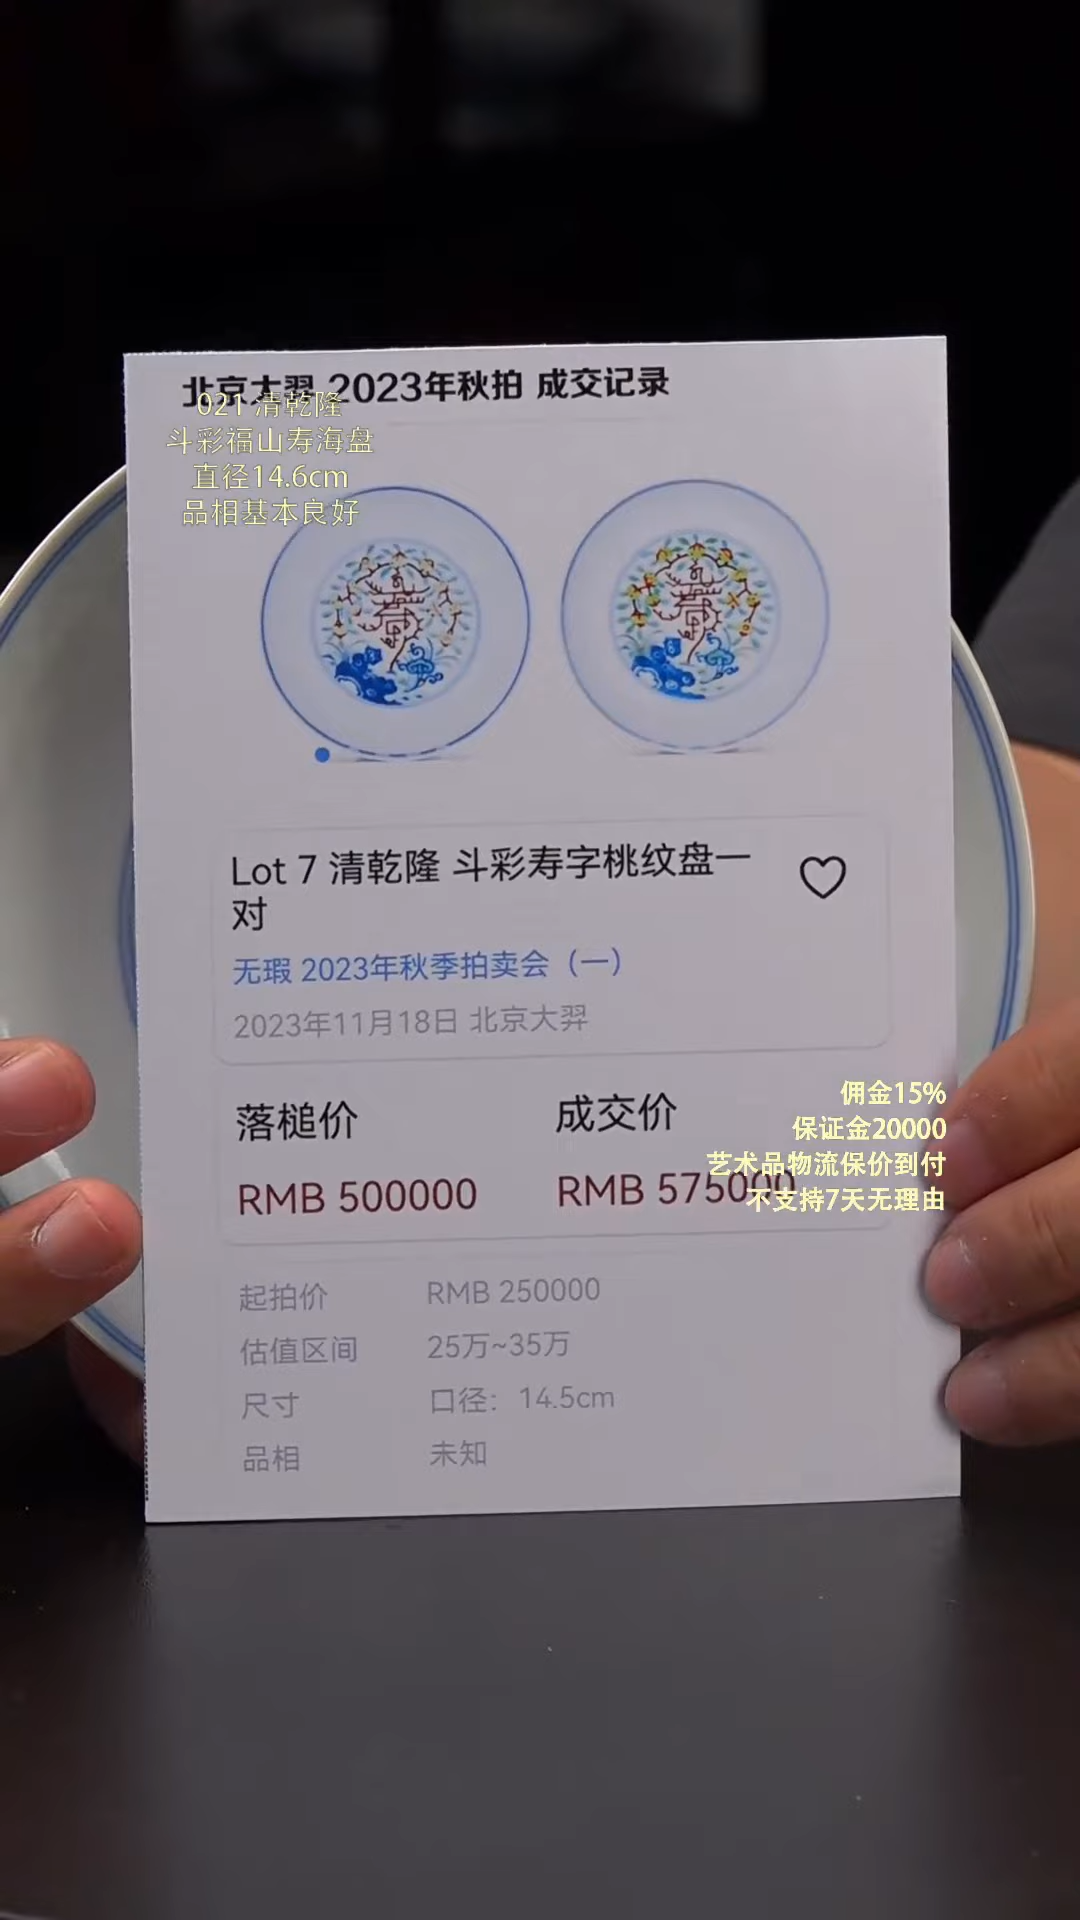 北京大羿 2023年秋拍 成交记录
021 清乾隆
斗彩福山寿海盘
直径14.6cm
品相基本良好
Lot 7 清乾隆 斗彩寿字桃纹盘一
对
无瑕 2023年秋季拍卖会（一）
2023年11月18日 北京大羿
佣金15%
保证金20000
艺术品物流保价到付
不支持7天无理由
落槌价
成交价
RMB 500000
RMB 575000
起拍价
RMB 250000
估值区间
25万~35万
尺寸
口径：14.5cm
品相
未知